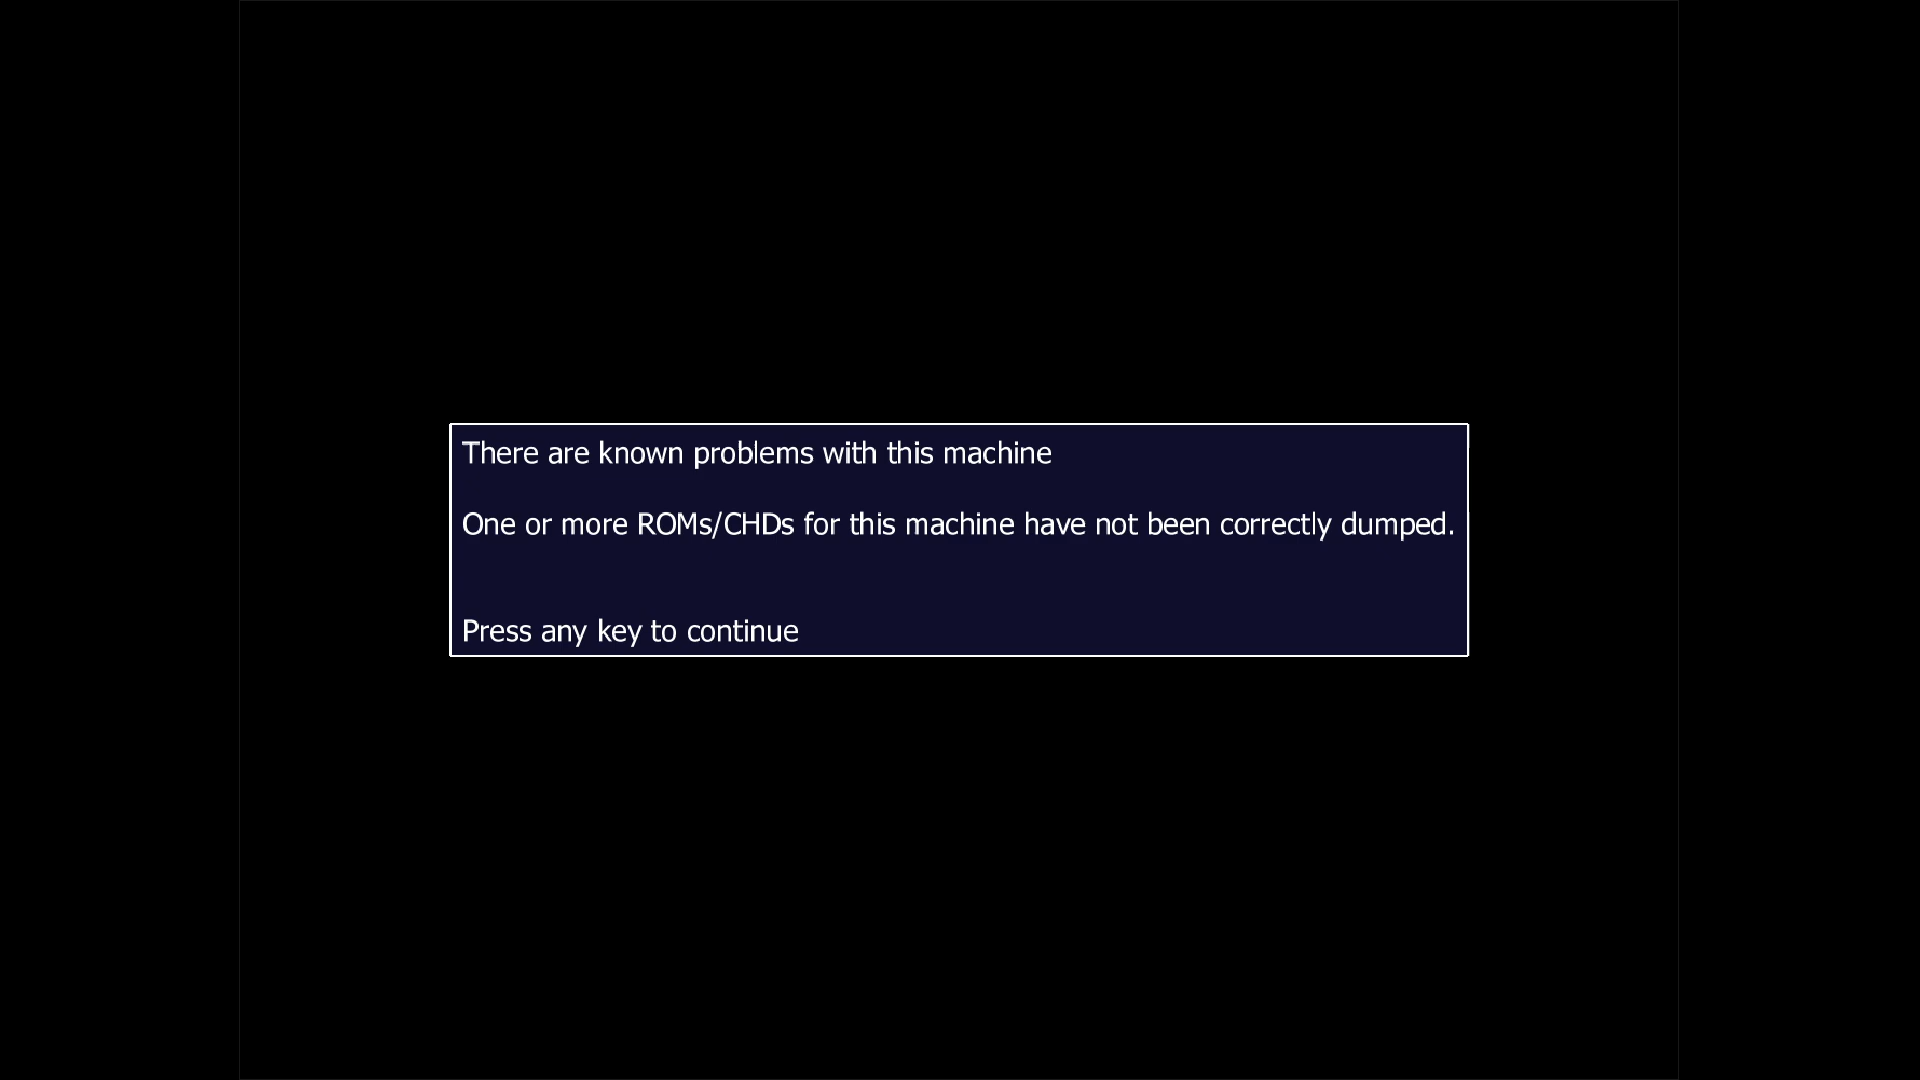 There are known problems with this machine
One or more ROMs/CHDs for this machine have not been correctly dumped.
Press any key to continue